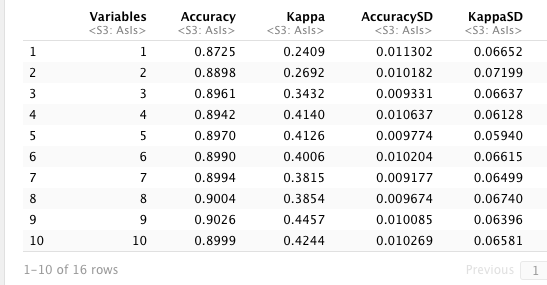 Variables Accuracy Kappa AccuracySD KappaSD
<S3: AsIs> <S3: AsIs> <S3: AsIs> <S3: AsIs> <S3: AsIs>
1 1 0.8725 0.2409 0.011302 0.06652
2 2 0.8898 0.2692 0.010182 0.07199
3 3 0.8961 0.3432 0.009331 0.06637
4 4 0.8942 0.4140 0.010637 0.06128
5 5 0.8970 0.4126 0.009774 0.05940
6 6 0.8990 0.4006 0.010204 0.06615
7 7 0.8994 0.3815 0.009177 0.06499
8 8 0.9004 0.3854 0.009674 0.06740
9 9 0.9026 0.4457 0.010085 0.06396
10 10 0.8999 0.4244 0.010269 0.06581
1-10 of 16 rows Previous 1